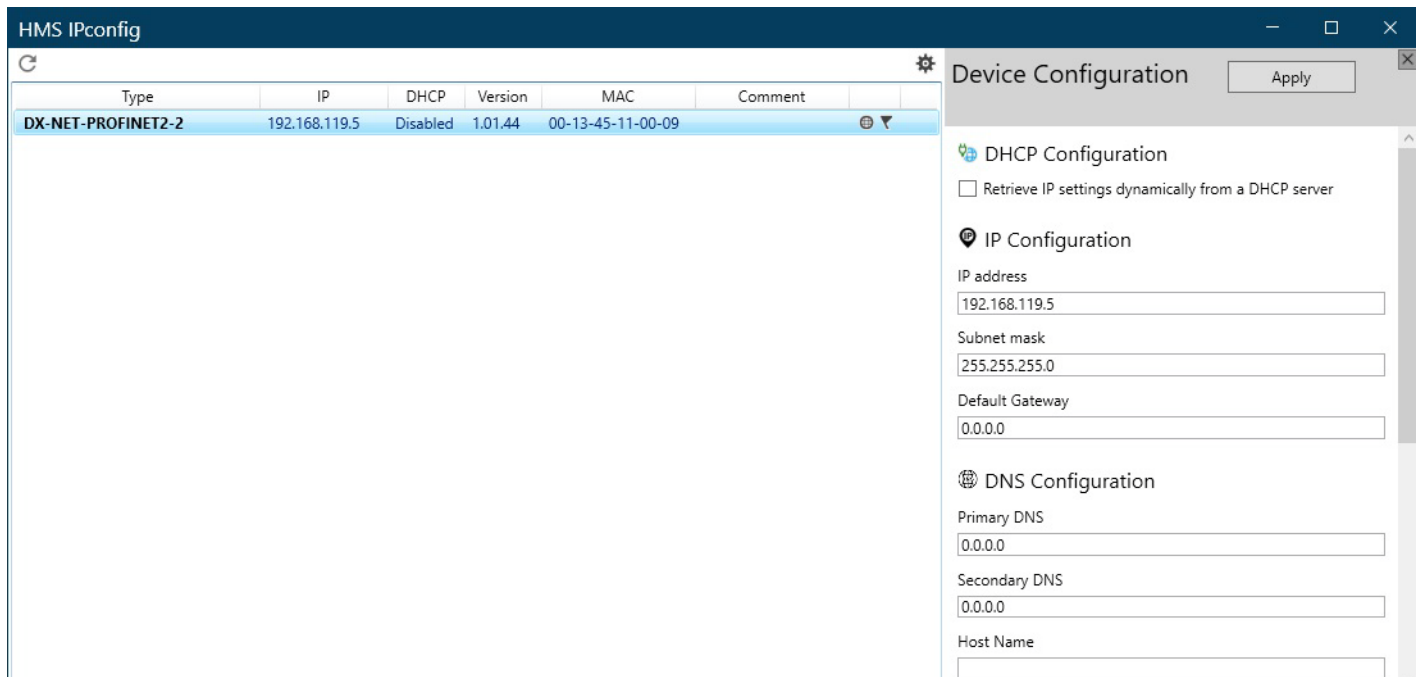 HMS IPconfig
Type IP DHCP Version MAC Comment
DX-NET-PROFINET2-2 192.168.119.5 Disabled 1.01.44 00-13-45-11-00-09
Device Configuration Apply
DHCP Configuration
Retrieve IP settings dynamically from a DHCP server
IP
IP Configuration
IP address
192.168.119.5
Subnet mask
255.255.255.0
Default Gateway
0.0.0.0
DNS Configuration
Primary DNS
0.0.0.0
Secondary DNS
0.0.0.0
Host Name